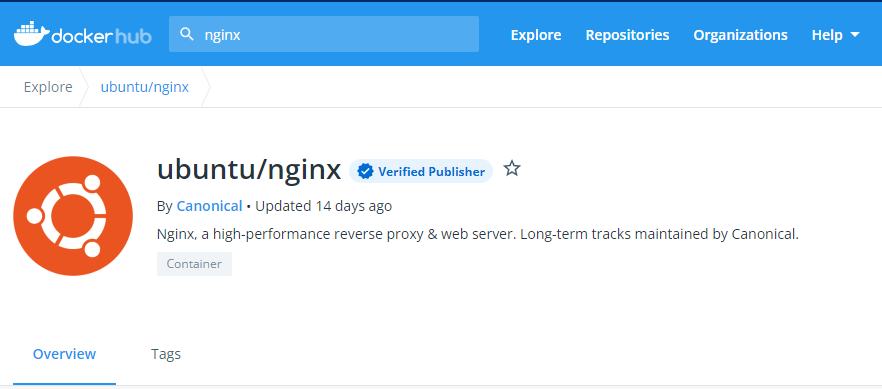 dockerhub nginx Explore Repositories Organizations Help
Explore ubuntu/nginx
ubuntu/nginx Verified Publisher
By Canonical • Updated 14 days ago
Nginx, a high-performance reverse proxy & web server. Long-term tracks maintained by Canonical.
Container
Overview Tags